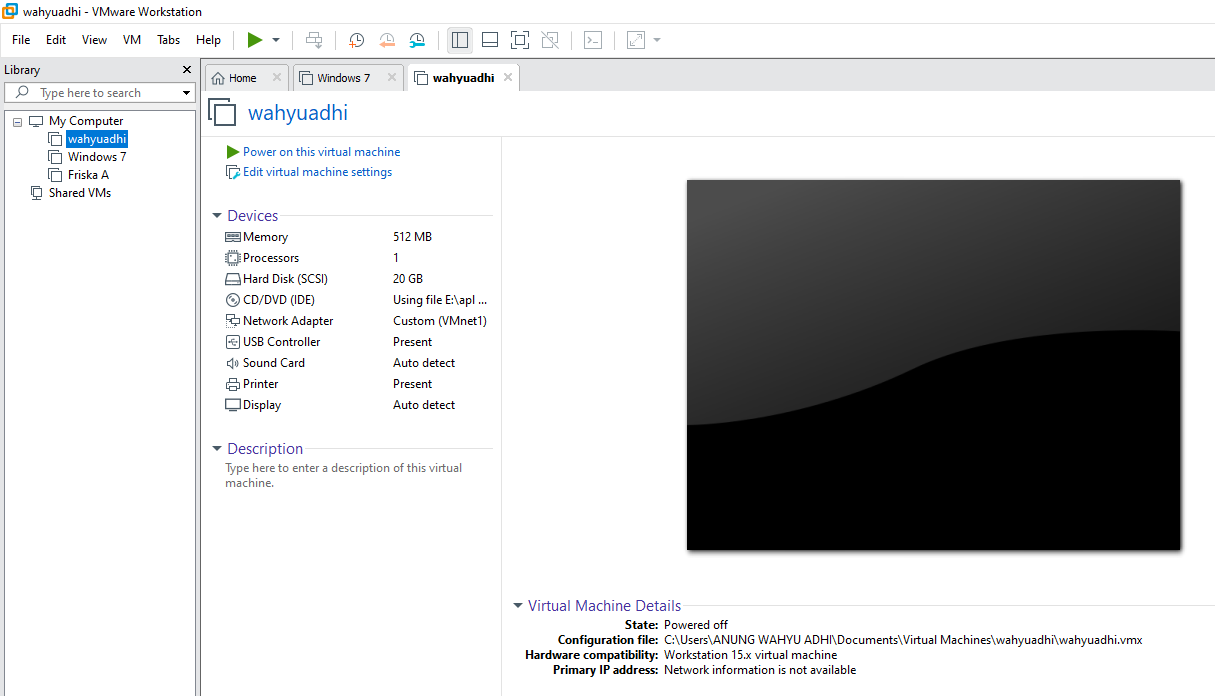 wahyuadhi - VMware Workstation
File Edit View VM Tabs Help
Library
Type here to search
My Computer
wahyuadhi
Windows 7
Friska A
Shared VMs
Home Windows 7 wahyuadhi
wahyuadhi
Power on this virtual machine
Edit virtual machine settings
Devices
Memory 512 MB
Processors 1
Hard Disk (SCSI) 20 GB
CD/DVD (IDE) Using file E:\apl ...
Network Adapter Custom (VMnet1)
USB Controller Present
Sound Card Auto detect
Printer Present
Display Auto detect
Description
Type here to enter a description of this virtual
machine.
Virtual Machine Details
State: Powered off
Configuration file: C:\Users\ANUNG WAHYU ADHI\Documents\Virtual Machines\wahyuadhi\wahyuadhi.vmx
Hardware compatibility: Workstation 15.x virtual machine
Primary IP address: Network information is not available